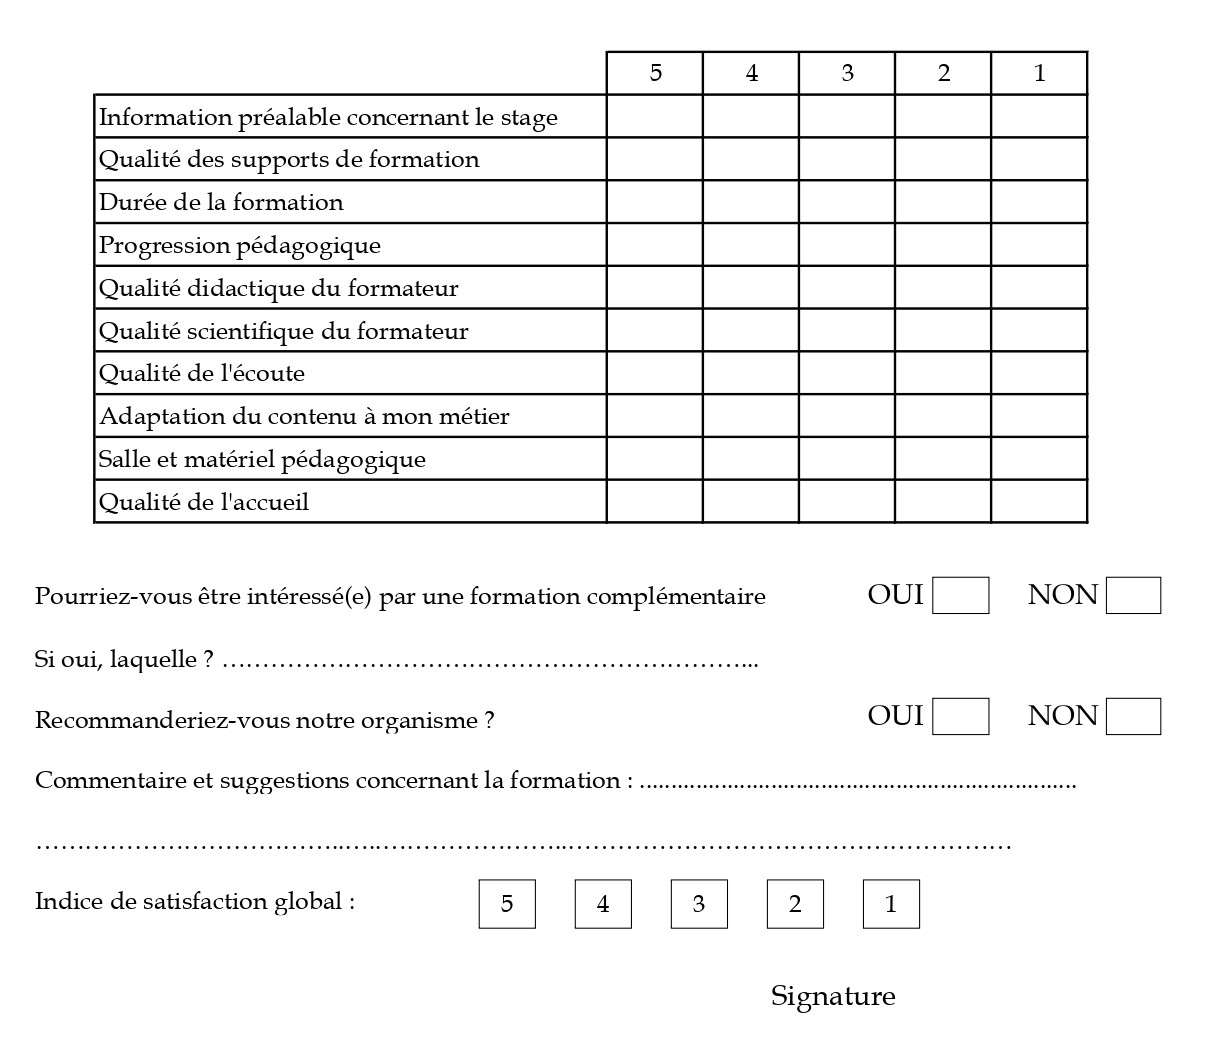 5 4 3 2 1
Information préalable concernant le stage
Qualité des supports de formation
Durée de la formation
Progression pédagogique
Qualité didactique du formateur
Qualité scientifique du formateur
Qualité de l'écoute
Adaptation du contenu à mon métier
Salle et matériel pédagogique
Qualité de l'accueil
Pourriez-vous être intéressé(e) par une formation complémentaire OUI NON
Si oui, laquelle ? …………………………………………………………...
Recommanderiez-vous notre organisme ? OUI NON
Commentaire et suggestions concernant la formation : ......................................................................
………………………………..…..…………………..………………………………………………
Indice de satisfaction global : 5 4 3 2 1
Signature